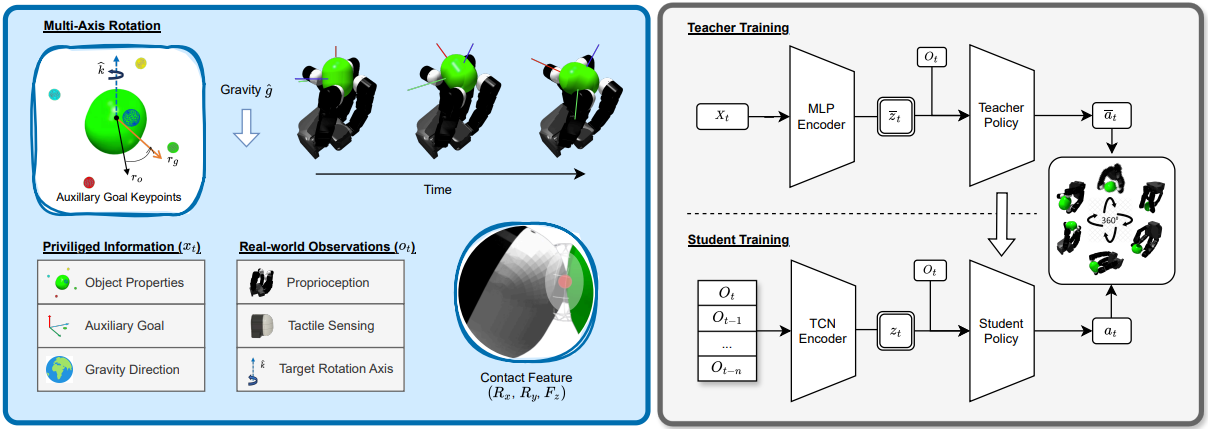 Multi-Axis Rotation
k̂
r_g
r_o
Auxillary Goal Keypoints
Gravity ĝ
Time
Priviliged Information (x_t)
Object Properties
Auxiliary Goal
Gravity Direction
Real-world Observations (o_t)
Proprioception
Tactile Sensing
k̂
Target Rotation Axis
Contact Feature
(R_x, R_y, F_z)
Teacher Training
X_t
MLP
Encoder
z̅_t
O_t
Teacher
Policy
a̅_t
360°
Student Training
O_t
O_{t-1}
...
O_{t-n}
TCN
Encoder
z_t
O_t
Student
Policy
a_t